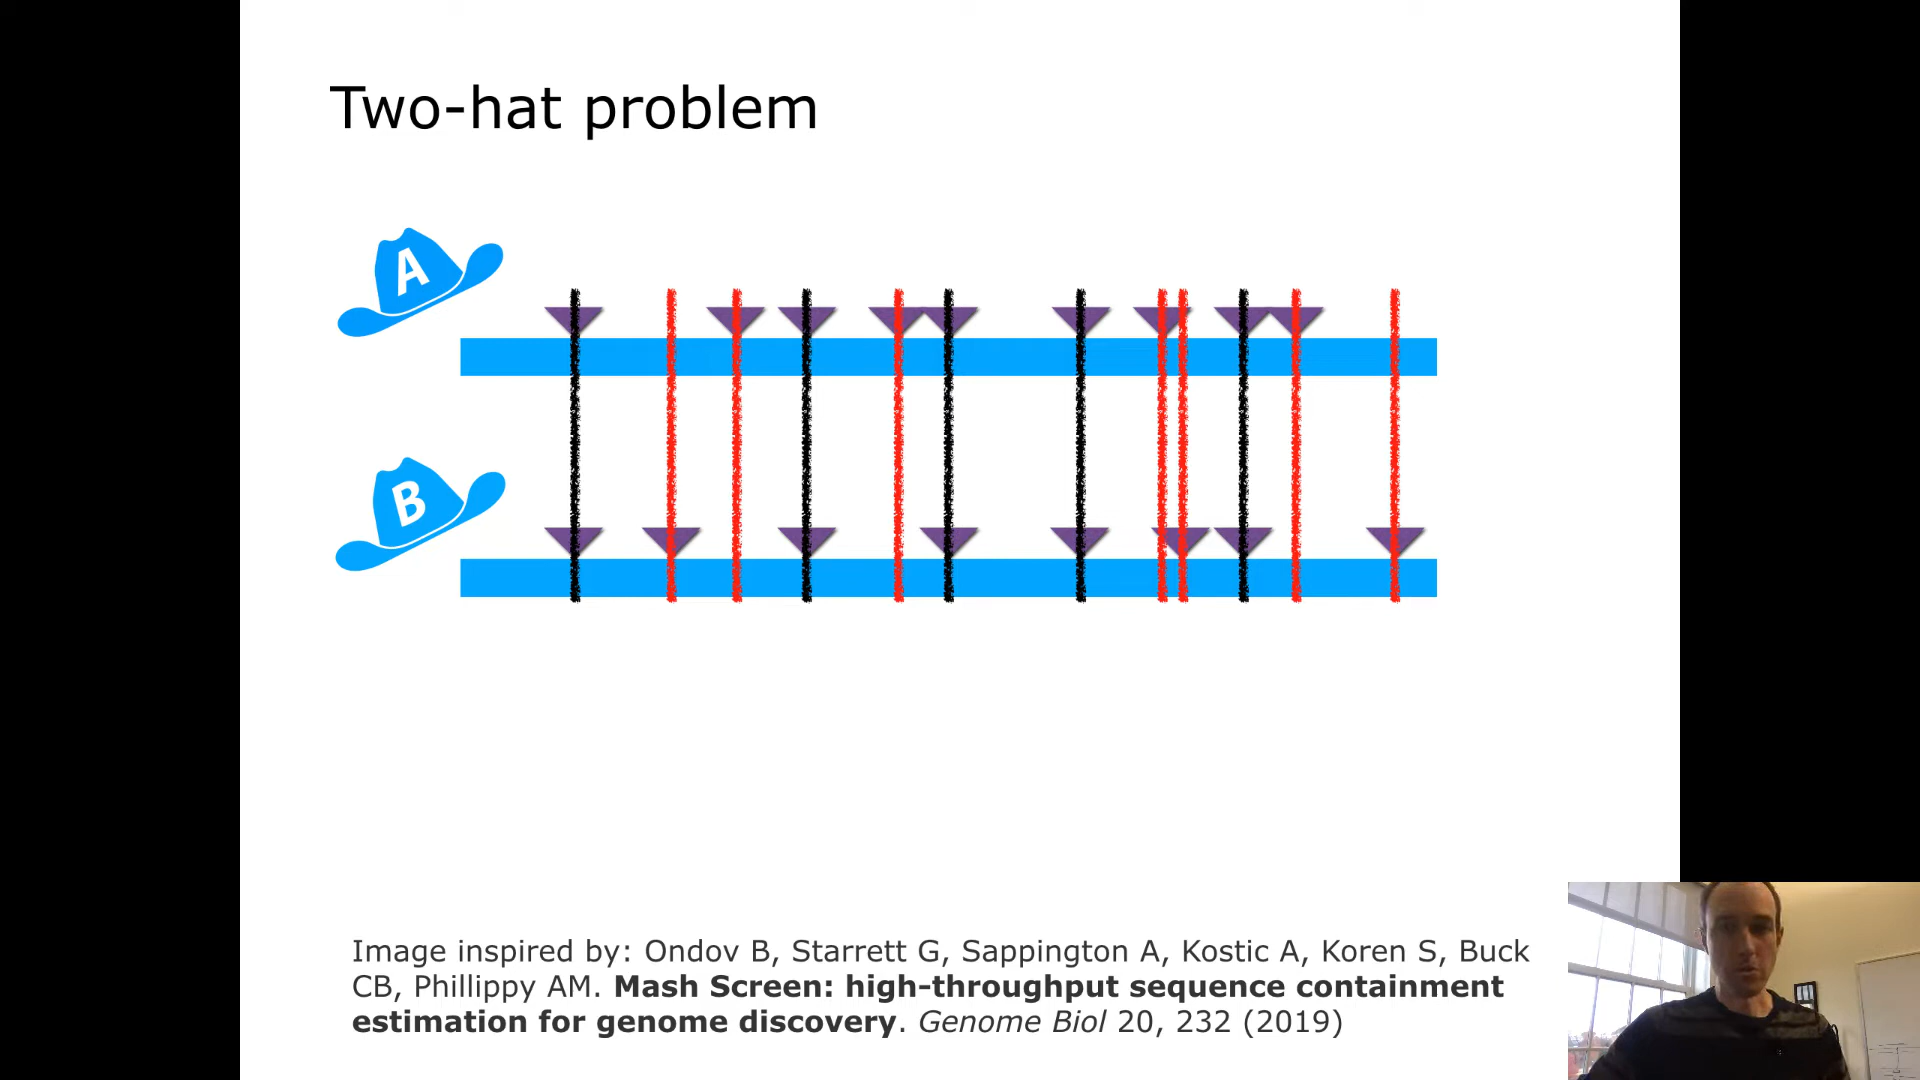 Two-hat problem
A
B
Image inspired by: Ondov B, Starrett G, Sappington A, Kostic A, Koren S, Buck
CB, Phillippy AM. Mash Screen: high-throughput sequence containment
estimation for genome discovery. Genome Biol 20, 232 (2019)